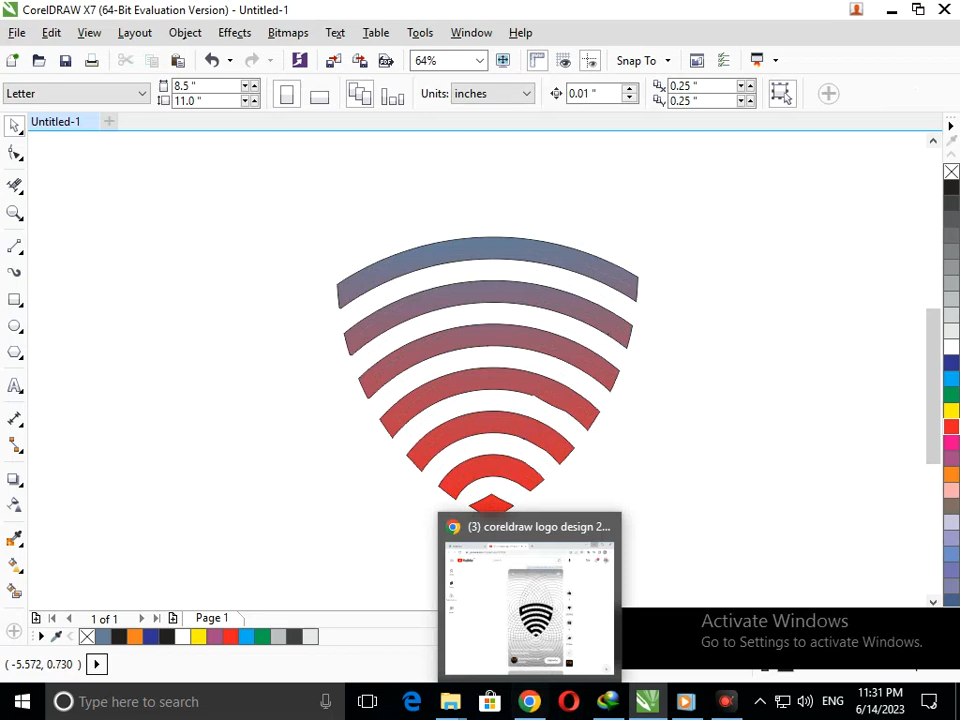 CorelDRAW X7 (64-Bit Evaluation Version) - Untitled-1
File Edit View Layout Object Effects Bitmaps Text Table Tools Window Help
64% Snap To
Letter 8.5 " 11.0 " Units: inches 0.01 " 0.25 " 0.25 "
Untitled-1
(3) coreldraw logo design 2...
1 of 1 Page 1
Activate Windows
Go to Settings to activate Windows.
(-5.572, 0.730)
Type here to search
ENG
11:31 PM
6/14/2023